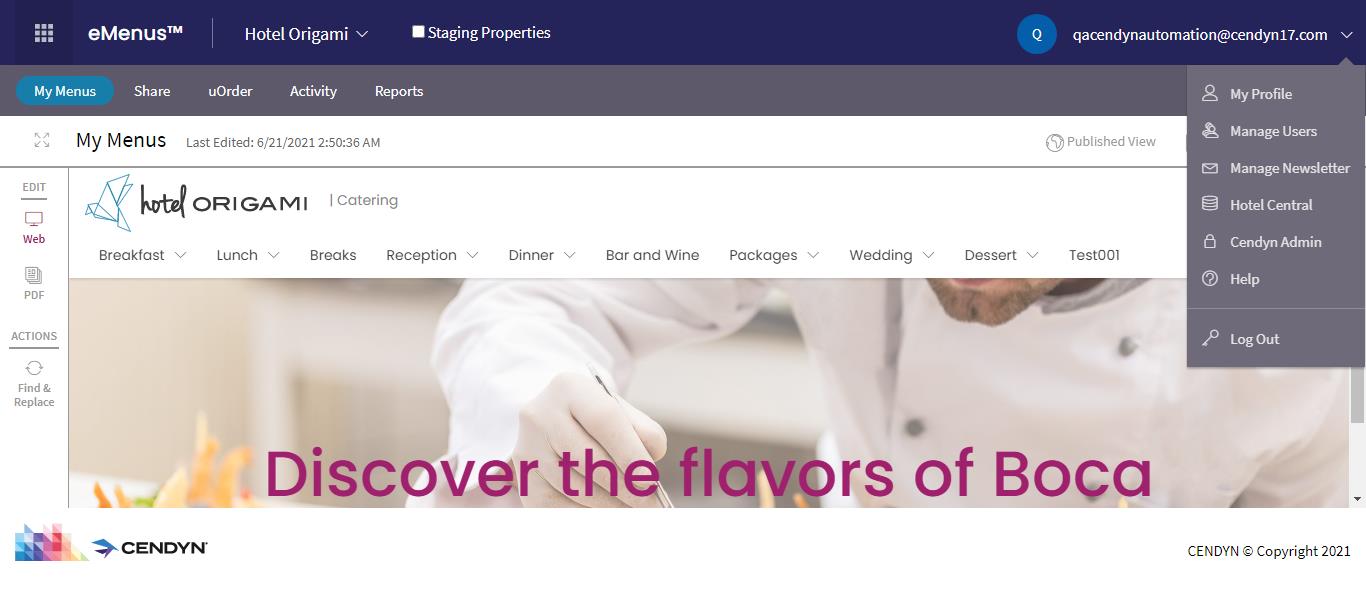 eMenus™ Hotel Origami Staging Properties Q qacendynautomation@cendyn17.com
My Menus Share uOrder Activity Reports
My Profile
Manage Users
Manage Newsletter
Hotel Central
Cendyn Admin
Help
Log Out
My Menus Last Edited: 6/21/2021 2:50:36 AM Published View
EDIT
Web
PDF
ACTIONS
Find &
Replace
hotel ORIGAMI | Catering
Breakfast Lunch Breaks Reception Dinner Bar and Wine Packages Wedding Dessert Test001
Discover the flavors of Boca
CENDYN CENDYN © Copyright 2021